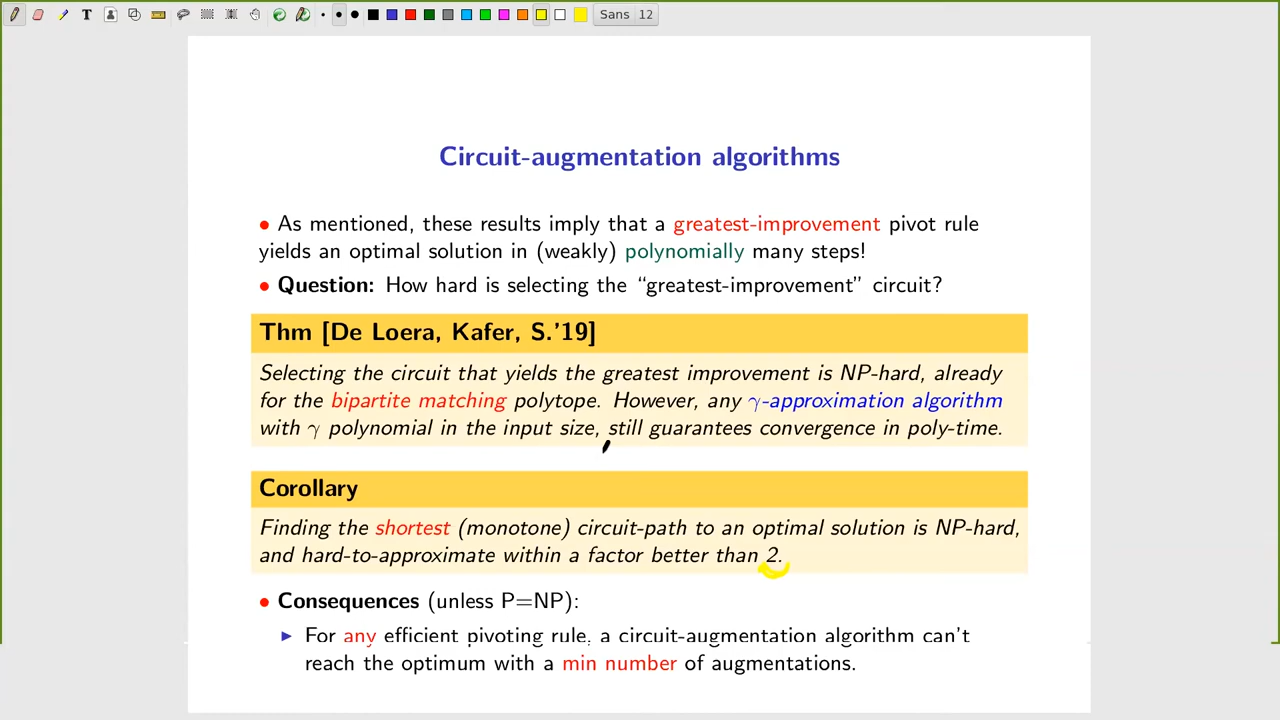 T
Sans 12
Circuit-augmentation algorithms
• As mentioned, these results imply that a greatest-improvement pivot rule
yields an optimal solution in (weakly) polynomially many steps!
• Question: How hard is selecting the “greatest-improvement” circuit?
Thm [De Loera, Kafer, S.'19]
Selecting the circuit that yields the greatest improvement is NP-hard, already
for the bipartite matching polytope. However, any γ-approximation algorithm
with γ polynomial in the input size, still guarantees convergence in poly-time.
Corollary
Finding the shortest (monotone) circuit-path to an optimal solution is NP-hard,
and hard-to-approximate within a factor better than 2.
• Consequences (unless P=NP):
▶ For any efficient pivoting rule, a circuit-augmentation algorithm can't
reach the optimum with a min number of augmentations.